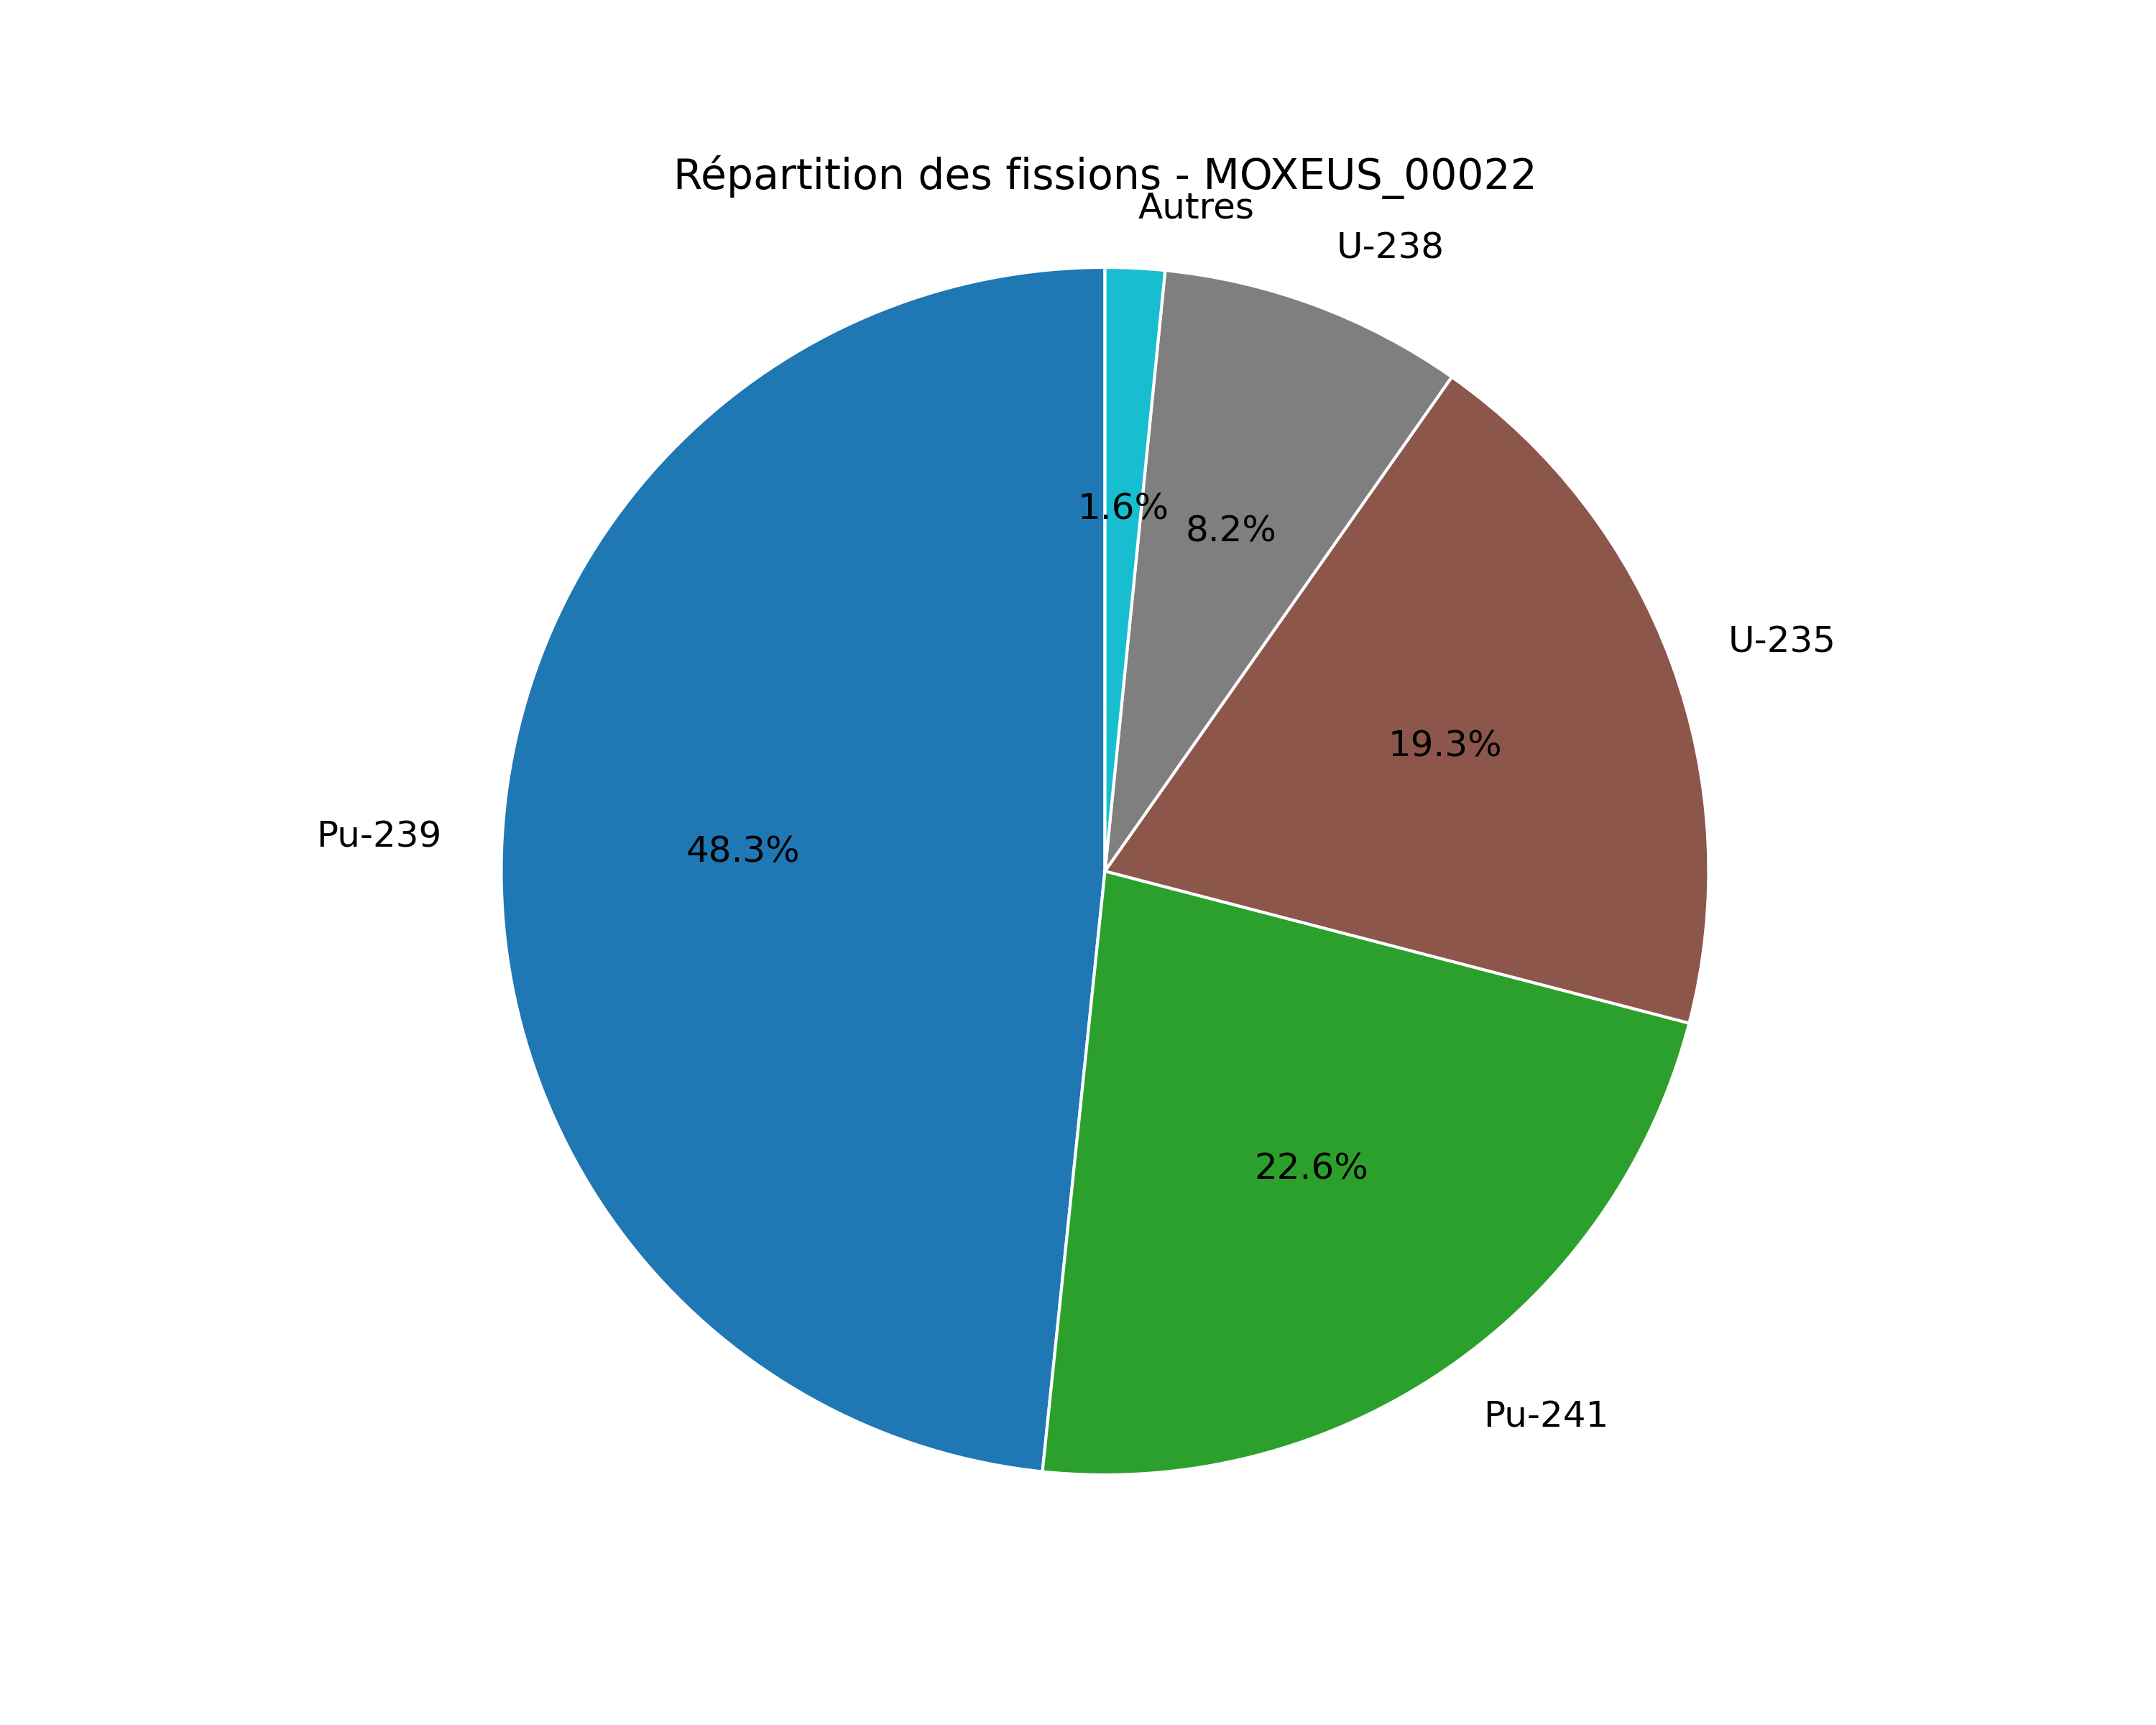 Répartition des fissions - MOXEUS_00022
Autres
U-238
1.6%
8.2%
U-235
19.3%
Pu-239
48.3%
22.6%
Pu-241